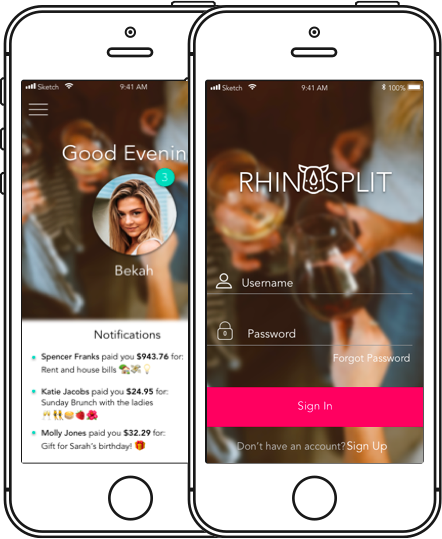 Sketch 9:41 AM
Good Evenin
3
Bekah
Notifications
Spencer Franks paid you $943.76 for:
Rent and house bills 🏡💸💡
Katie Jacobs paid you $24.95 for:
Sunday Brunch with the ladies
🥂👯🥞🍓🌺
Molly Jones paid you $32.29 for:
Gift for Sarah's birthday! 🎁
Sketch 9:41 AM 100%
RHINOSPLIT
Username
Password
Forgot Password
Sign In
Don't have an account? Sign Up